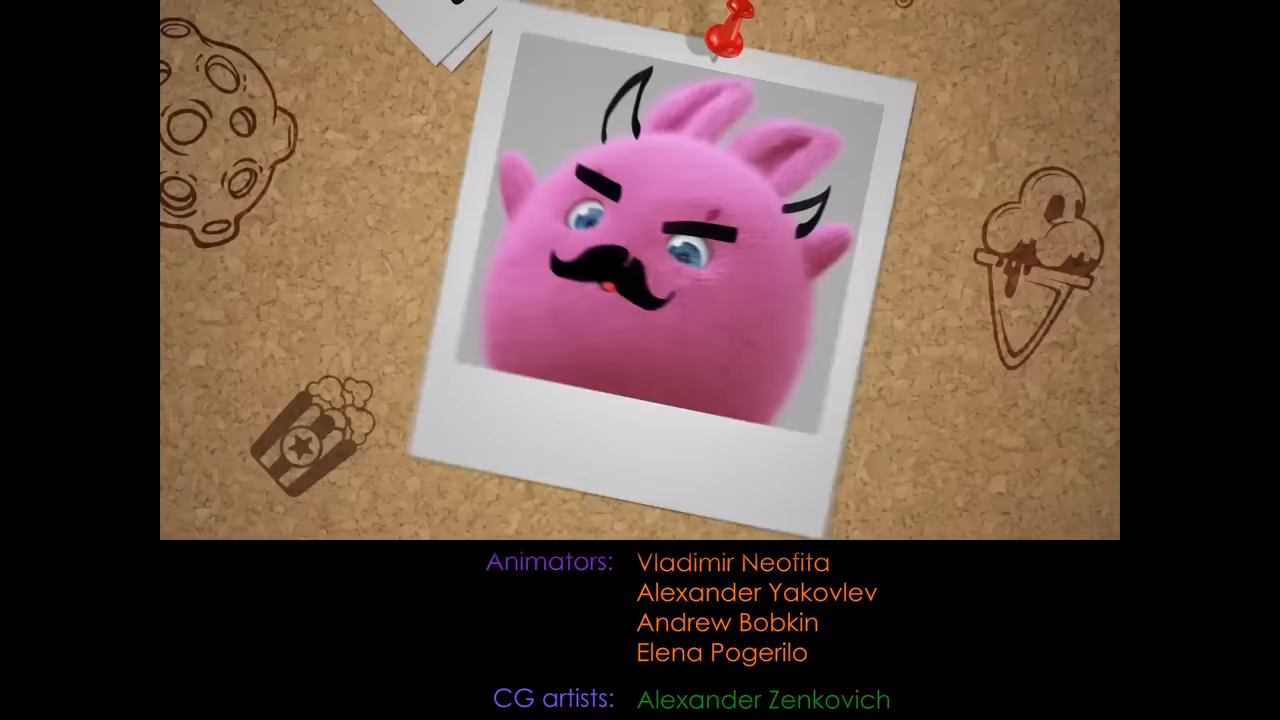 Animators: Vladimir Neofita
Alexander Yakovlev
Andrew Bobkin
Elena Pogerilo
CG artists: Alexander Zenkovich